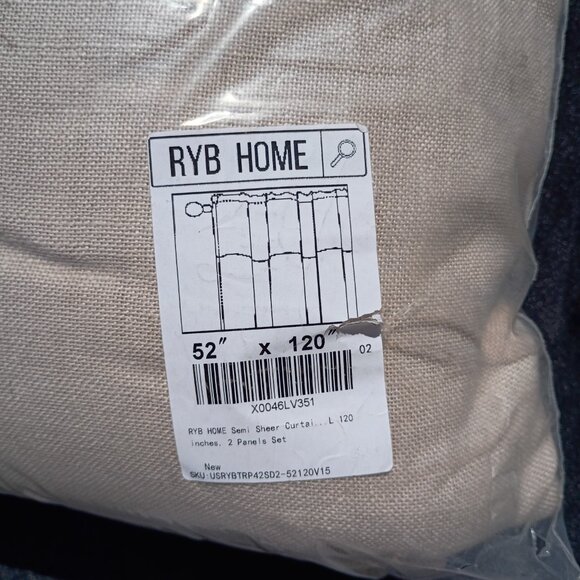 RYB HOME
52" x 120"
02
X0046LV351
RYB HOME Semi Sheer Curtai...L 120
inches, 2 Panels Set
New
SKU:USRYBTRP42SD2-52120V15